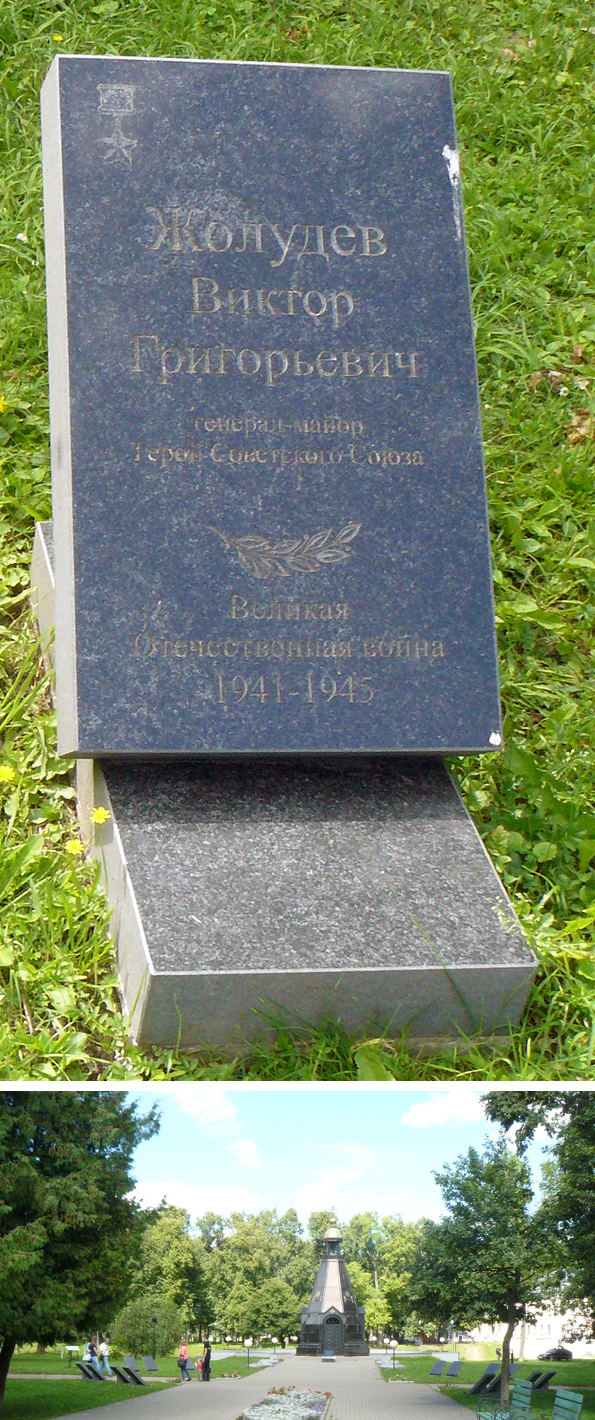 Жолудев
Виктор
Григорьевич
генерал-майор
Герой Советского Союза
Великая
Отечественная война
1941-1945